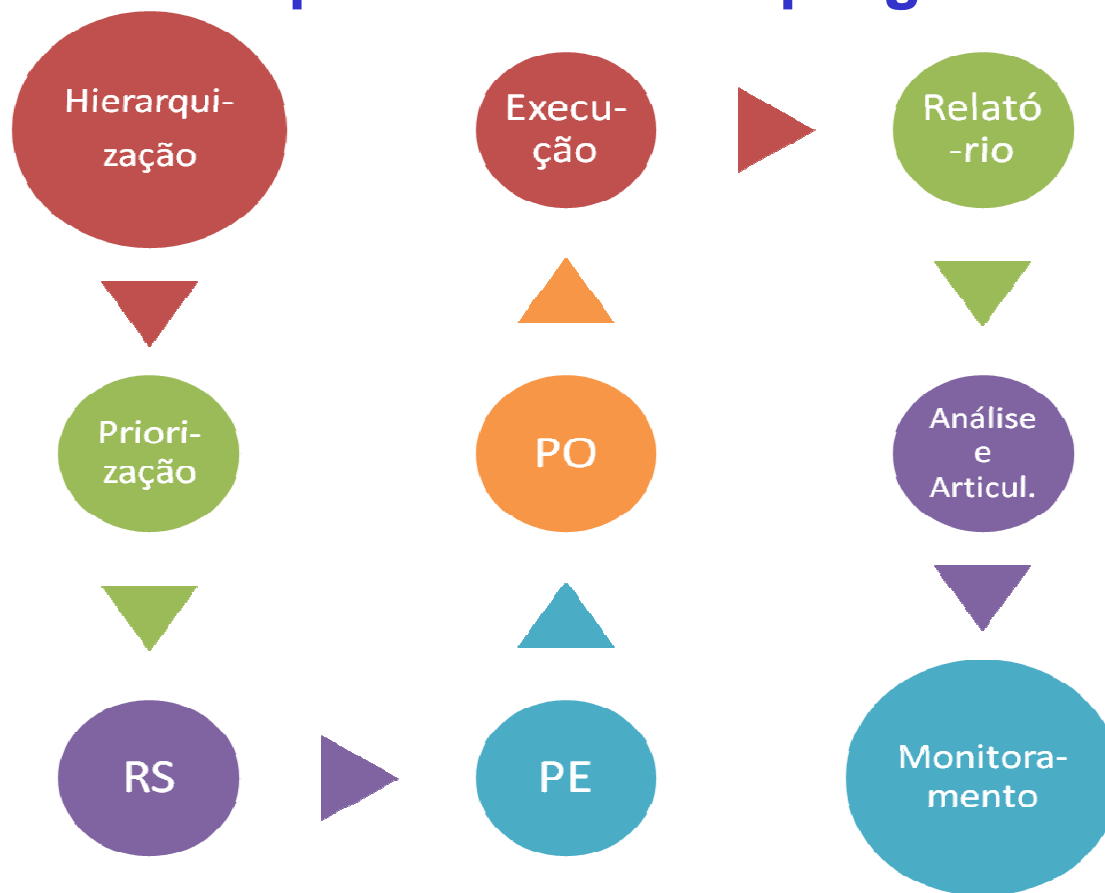 Hierarqui-
zação
Priori-
zação
RS
PE
PO
Execu-
ção
Relató
-rio
Análise
e
Articul.
Monitora-
mento